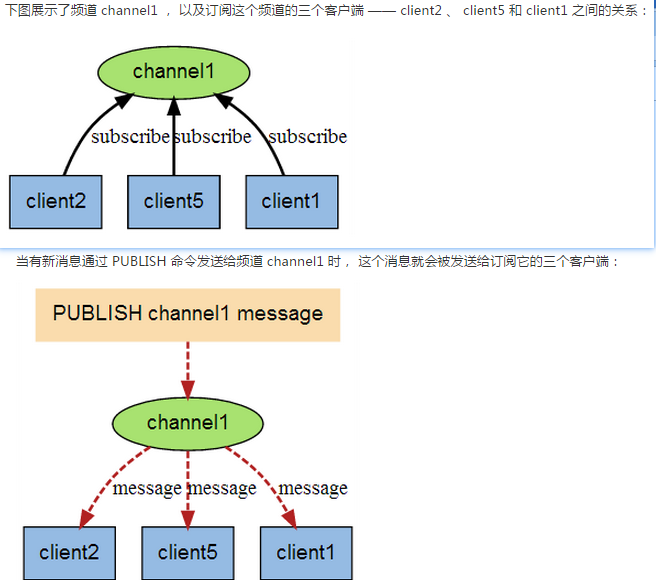 下图展示了频道 channel1 ， 以及订阅这个频道的三个客户端 —— client2 、 client5 和 client1 之间的关系：
channel1
subscribe subscribe subscribe
client2 client5 client1
当有新消息通过 PUBLISH 命令发送给频道 channel1 时， 这个消息就会被发送给订阅它的三个客户端：
PUBLISH channel1 message
channel1
message message message
client2 client5 client1